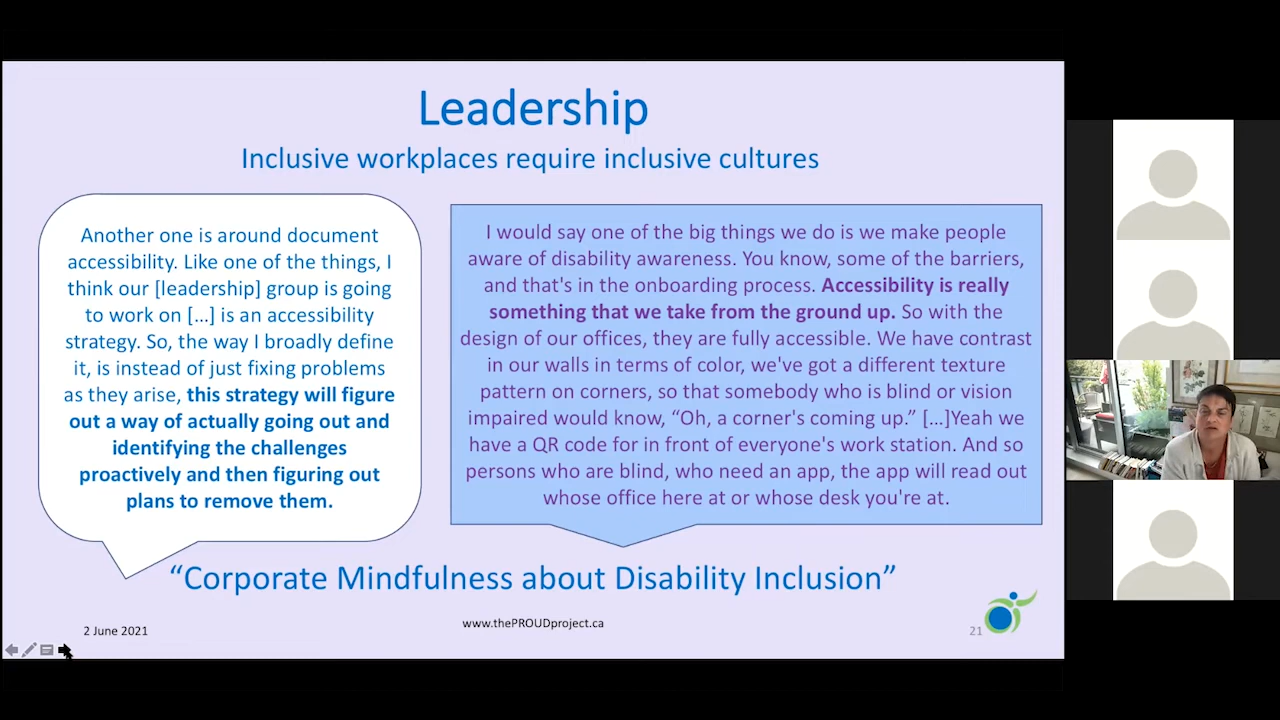 Leadership
Inclusive workplaces require inclusive cultures
Another one is around document
accessibility. Like one of the things, I
think our [leadership] group is going
to work on […] is an accessibility
strategy. So, the way I broadly define
it, is instead of just fixing problems
as they arise, this strategy will figure
out a way of actually going out and
identifying the challenges
proactively and then figuring out
plans to remove them.
I would say one of the big things we do is we make people
aware of disability awareness. You know, some of the barriers,
and that's in the onboarding process. Accessibility is really
something that we take from the ground up. So with the
design of our offices, they are fully accessible. We have contrast
in our walls in terms of color, we've got a different texture
pattern on corners, so that somebody who is blind or vision
impaired would know, “Oh, a corner's coming up.” […]Yeah we
have a QR code for in front of everyone's work station. And so
persons who are blind, who need an app, the app will read out
whose office here at or whose desk you're at.
“Corporate Mindfulness about Disability Inclusion”
2 June 2021
www.thePROUDproject.ca
21